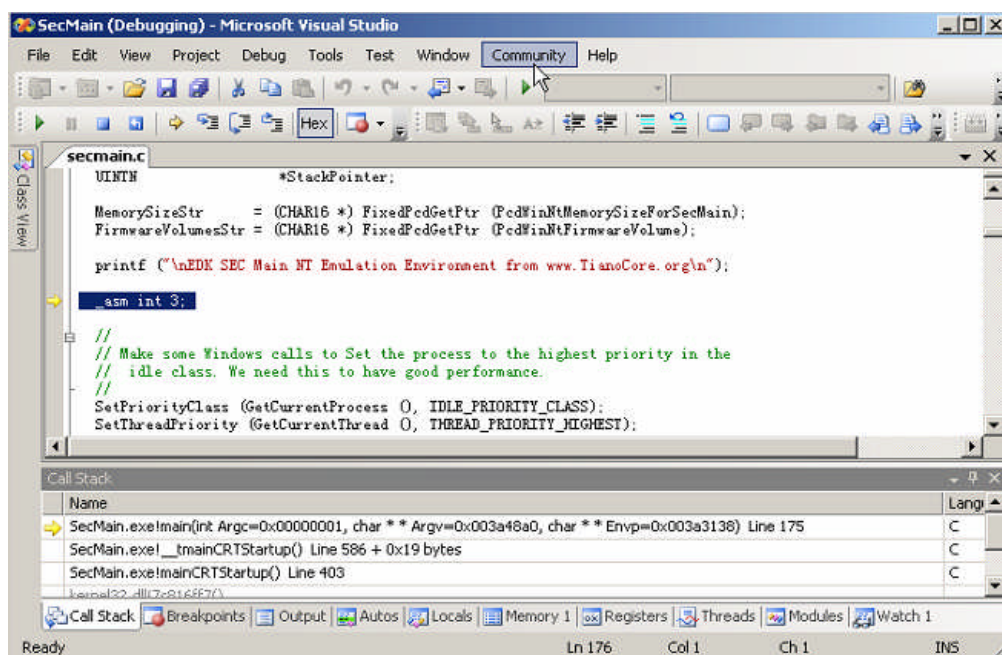 SecMain (Debugging) - Microsoft Visual Studio
File Edit View Project Debug Tools Test Window Community Help
Hex
Class View
secmain.c
UINTN *StackPointer;
MemorySizeStr = (CHAR16 *) FixedPcdGetPtr (PcdWinNtMemorySizeForSecMain);
FirmwareVolumesStr = (CHAR16 *) FixedPcdGetPtr (PcdWinNtFirmwareVolume);
printf ("\nEDK SEC Main NT Emulation Environment from www.TianoCore.org\n");
_asm int 3;
//
// Make some Windows calls to Set the process to the highest priority in the
// idle class. We need this to have good performance.
//
SetPriorityClass (GetCurrentProcess (), IDLE_PRIORITY_CLASS);
SetThreadPriority (GetCurrentThread (), THREAD_PRIORITY_HIGHEST);
Call Stack
Name Langu
SecMain.exe!main(int Argc=0x00000001, char * * Argv=0x003a48a0, char * * Envp=0x003a3138) Line 175 C
SecMain.exe!__tmainCRTStartup() Line 586 + 0x19 bytes C
SecMain.exe!mainCRTStartup() Line 403 C
kernel32.dll!7c816ff7()
Call Stack Breakpoints Output Autos Locals Memory 1 Registers Threads Modules Watch 1
Ready Ln 176 Col 1 Ch 1 INS